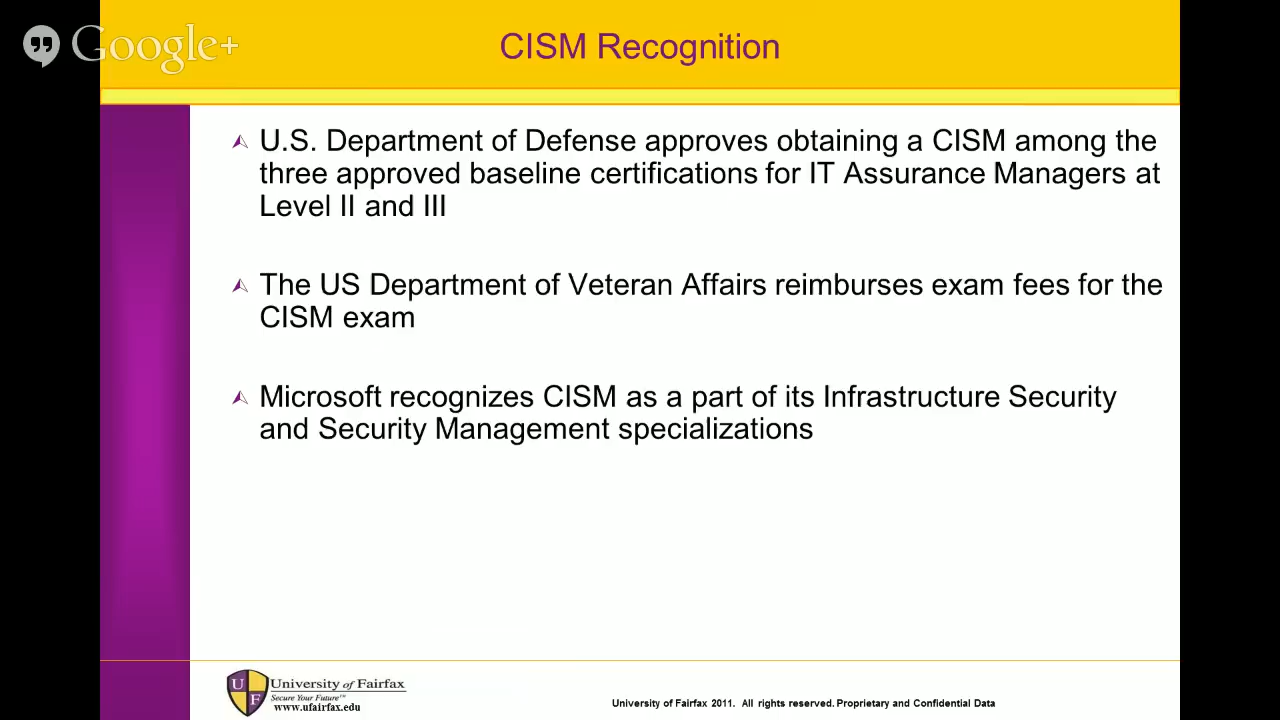 Google+
CISM Recognition
U.S. Department of Defense approves obtaining a CISM among the
three approved baseline certifications for IT Assurance Managers at
Level II and III
The US Department of Veteran Affairs reimburses exam fees for the
CISM exam
Microsoft recognizes CISM as a part of its Infrastructure Security
and Security Management specializations
U F
University of Fairfax
Secure Your Future™
www.ufairfax.edu
University of Fairfax 2011. All rights reserved. Proprietary and Confidential Data